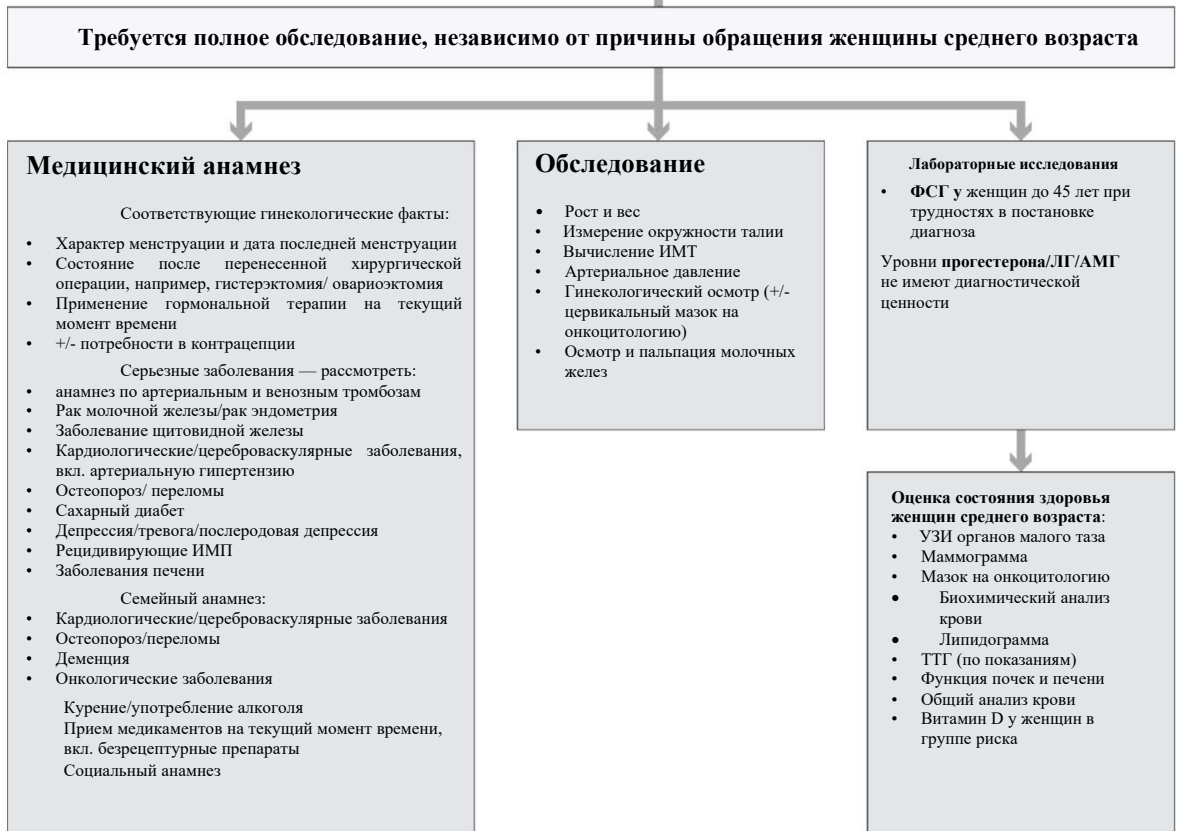 Требуется полное обследование, независимо от причины обращения женщины среднего возраста
Медицинский анамнез
Соответствующие гинекологические факты:
• Характер менструации и дата последней менструации
• Состояние после перенесенной хирургической
операции, например, гистерэктомия/ овариоэктомия
• Применение гормональной терапии на текущий
момент времени
• +/- потребности в контрацепции
Серьезные заболевания — рассмотреть:
• анамнез по артериальным и венозным тромбозам
• Рак молочной железы/рак эндометрия
• Заболевание щитовидной железы
• Кардиологические/цереброваскулярные заболевания,
вкл. артериальную гипертензию
• Остеопороз/ переломы
• Сахарный диабет
• Депрессия/тревога/послеродовая депрессия
• Рецидивирующие ИМП
• Заболевания печени
Семейный анамнез:
• Кардиологические/цереброваскулярные заболевания
• Остеопороз/переломы
• Деменция
• Онкологические заболевания
Курение/употребление алкоголя
Прием медикаментов на текущий момент времени,
вкл. безрецептурные препараты
Социальный анамнез
Обследование
• Рост и вес
• Измерение окружности талии
• Вычисление ИМТ
• Артериальное давление
• Гинекологический осмотр (+/-
цервикальный мазок на
онкоцитологию)
• Осмотр и пальпация молочных
желез
Лабораторные исследования
• ФСГ у женщин до 45 лет при
трудностях в постановке
диагноза
Уровни прогестерона/ЛГ/АМГ
не имеют диагностической
ценности
Оценка состояния здоровья
женщин среднего возраста:
• УЗИ органов малого таза
• Маммограмма
• Мазок на онкоцитологию
• Биохимический анализ
крови
• Липидограмма
• ТТГ (по показаниям)
• Функция почек и печени
• Общий анализ крови
• Витамин D у женщин в
группе риска